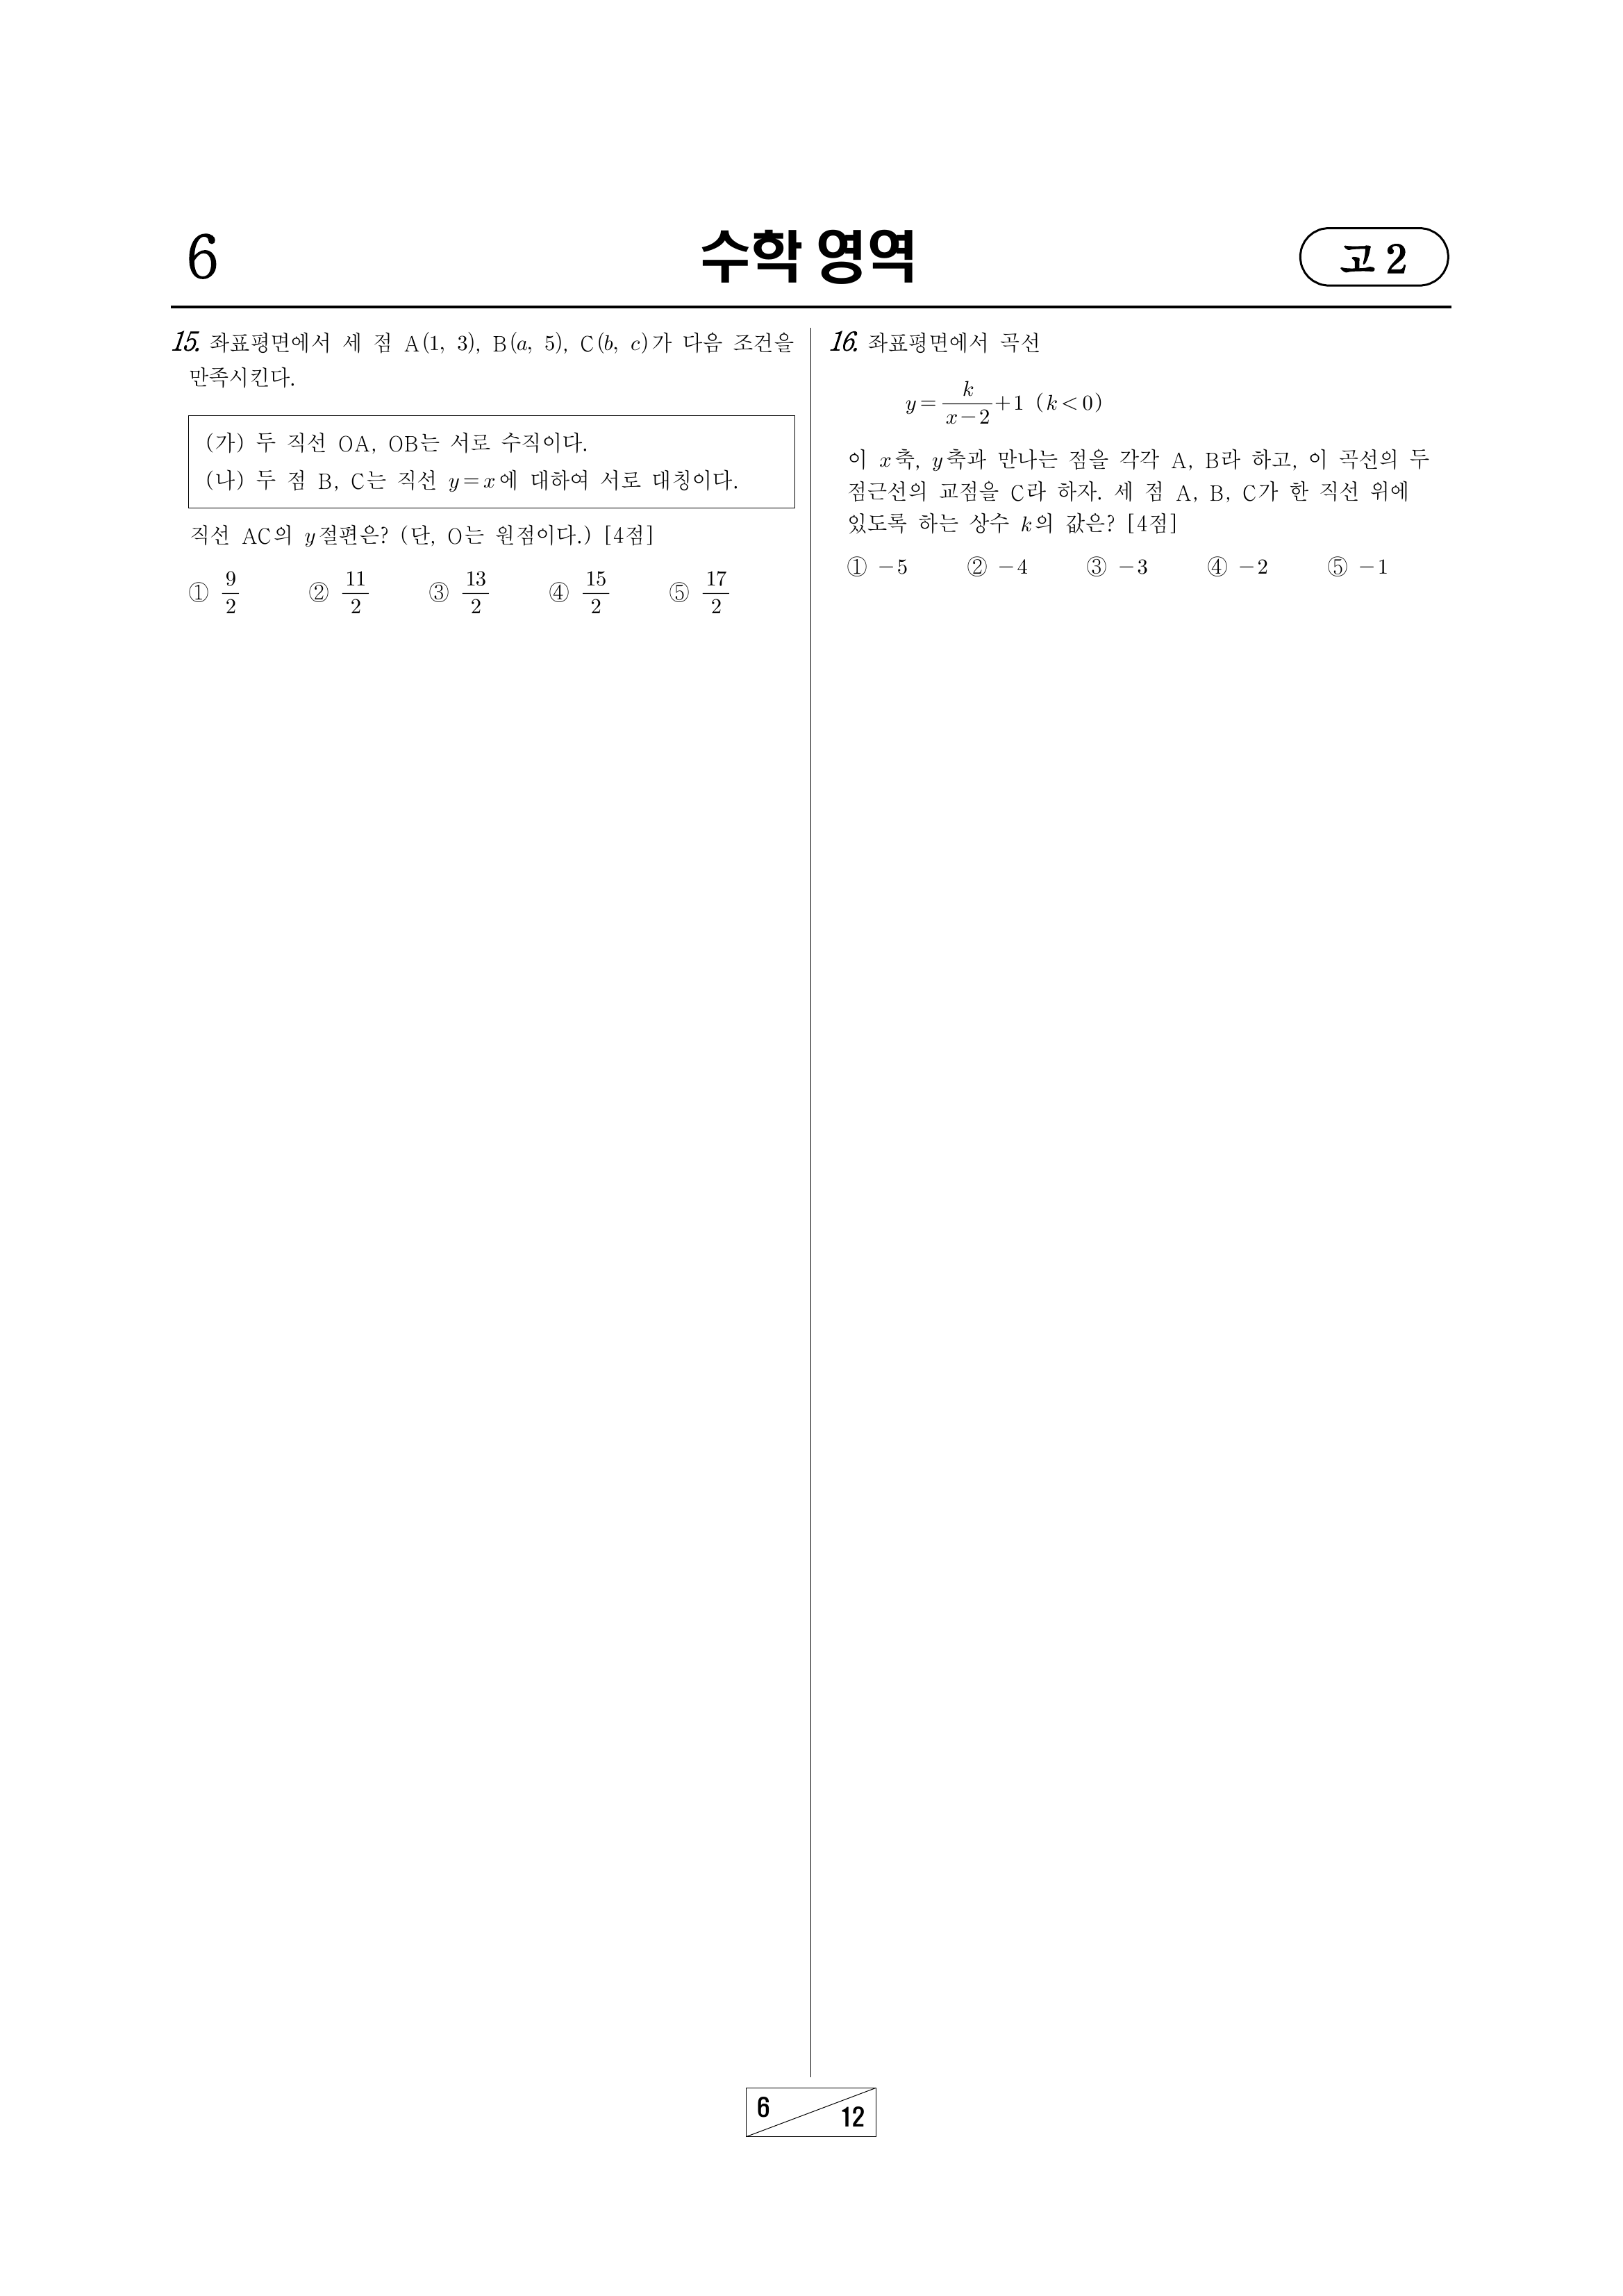 6
수학 영역
고 2
15. 좌표평면에서 세 점 A(1, 3), B(a, 5), C(b, c)가 다음 조건을
만족시킨다.
(가) 두 직선 OA, OB는 서로 수직이다.
(나) 두 점 B, C는 직선 y=x에 대하여 서로 대칭이다.
직선 AC의 y절편은? (단, O는 원점이다.) [4점]
① 9/2 ② 11/2 ③ 13/2 ④ 15/2 ⑤ 17/2
16. 좌표평면에서 곡선
y=k/(x-2)+1 (k<0)
이 x축, y축과 만나는 점을 각각 A, B라 하고, 이 곡선의 두
점근선의 교점을 C라 하자. 세 점 A, B, C가 한 직선 위에
있도록 하는 상수 k의 값은? [4점]
① -5 ② -4 ③ -3 ④ -2 ⑤ -1
6
12